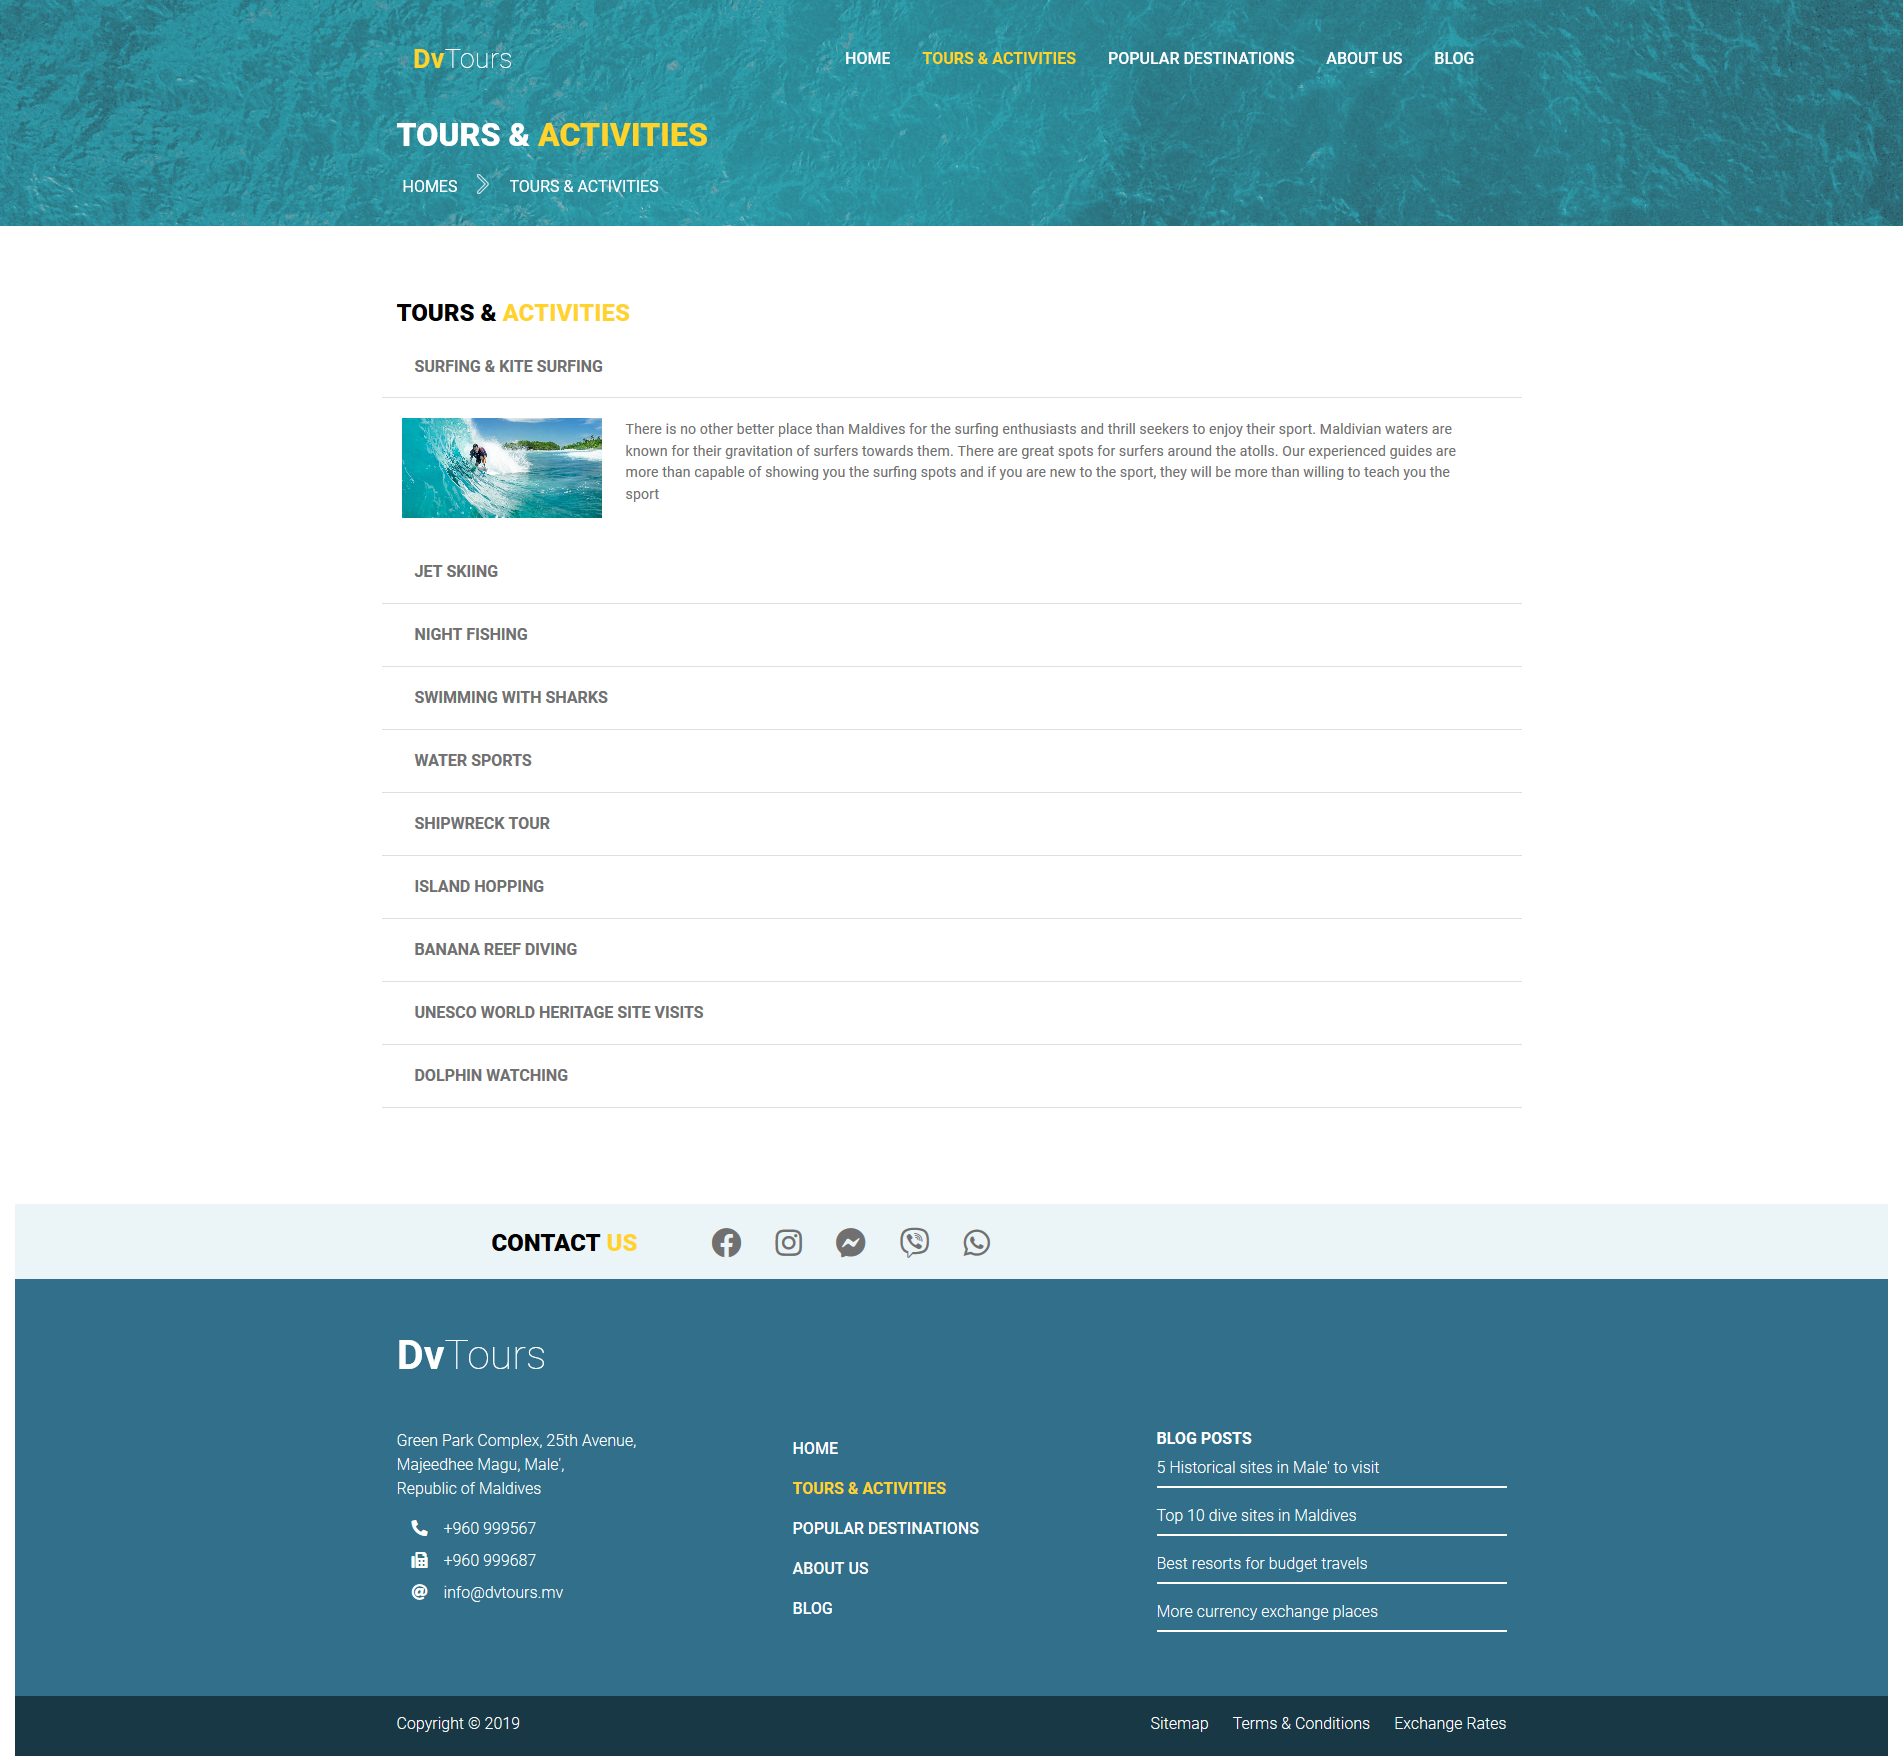 DvTours
HOME TOURS & ACTIVITIES POPULAR DESTINATIONS ABOUT US BLOG
TOURS & ACTIVITIES
HOMES TOURS & ACTIVITIES
TOURS & ACTIVITIES
SURFING & KITE SURFING
There is no other better place than Maldives for the surfing enthusiasts and thrill seekers to enjoy their sport. Maldivian waters are
known for their gravitation of surfers towards them. There are great spots for surfers around the atolls. Our experienced guides are
more than capable of showing you the surfing spots and if you are new to the sport, they will be more than willing to teach you the
sport
JET SKIING
NIGHT FISHING
SWIMMING WITH SHARKS
WATER SPORTS
SHIPWRECK TOUR
ISLAND HOPPING
BANANA REEF DIVING
UNESCO WORLD HERITAGE SITE VISITS
DOLPHIN WATCHING
CONTACT US
DvTours
Green Park Complex, 25th Avenue,
Majeedhee Magu, Male',
Republic of Maldives
+960 999567
+960 999687
info@dvtours.mv
HOME
TOURS & ACTIVITIES
POPULAR DESTINATIONS
ABOUT US
BLOG
BLOG POSTS
5 Historical sites in Male' to visit
Top 10 dive sites in Maldives
Best resorts for budget travels
More currency exchange places
Copyright © 2019
Sitemap Terms & Conditions Exchange Rates